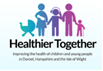 Healthier Together
Improving the health of children and young people
in Dorset, Hampshire and the Isle of Wight